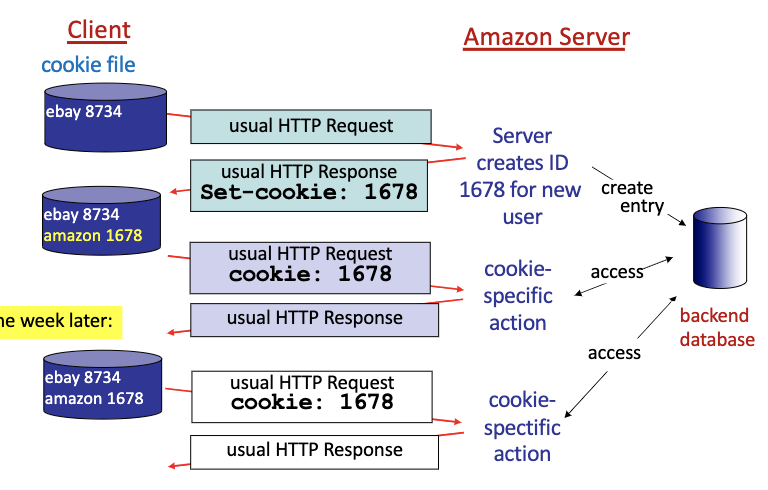 Client
Amazon Server
cookie file
ebay 8734
usual HTTP Request
Server
creates ID
1678 for new
user
usual HTTP Response
Set-cookie: 1678
create
entry
ebay 8734
amazon 1678
usual HTTP Request
cookie: 1678
cookie-
specific
action
access
usual HTTP Response
backend
database
ne week later:
access
ebay 8734
amazon 1678
usual HTTP Request
cookie: 1678
cookie-
spectific
action
usual HTTP Response